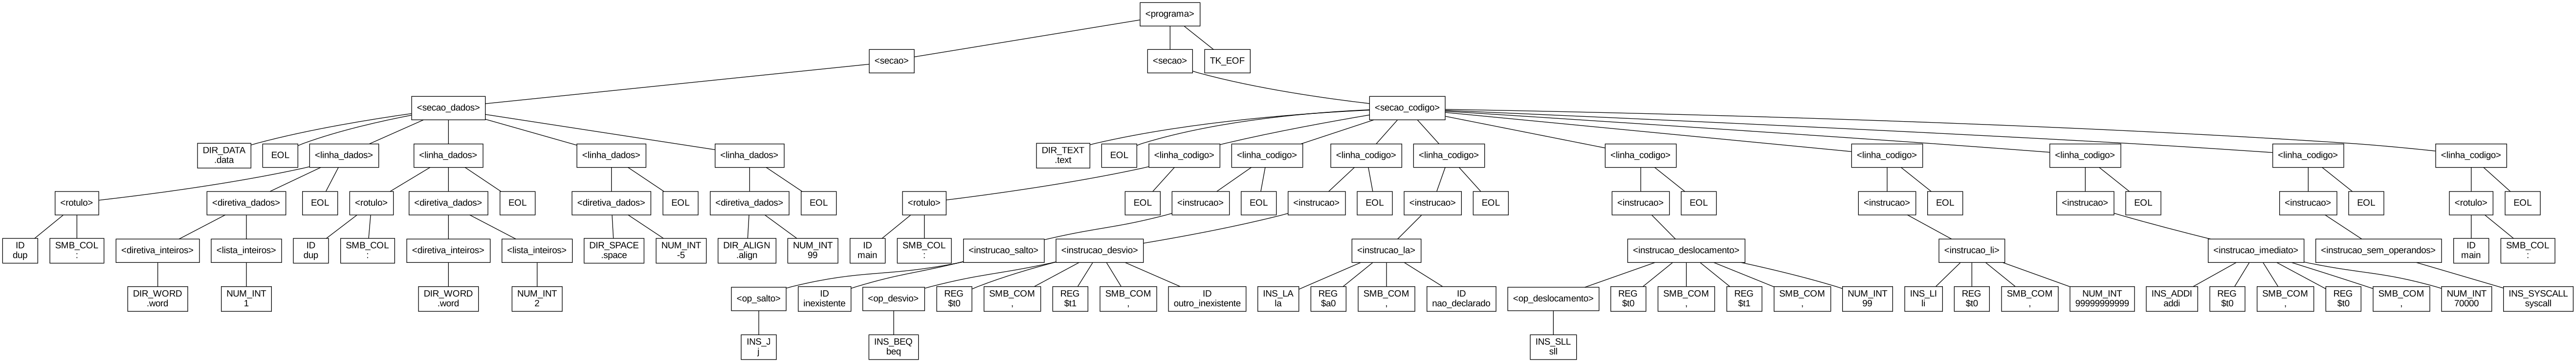 <programa>
<secao>
<secao>
TK_EOF
<secao_dados>
<secao_codigo>
DIR_DATA
.data
EOL
<linha_dados>
<linha_dados>
<linha_dados>
<linha_dados>
DIR_TEXT
.text
EOL
<linha_codigo>
<linha_codigo>
<linha_codigo>
<linha_codigo>
<linha_codigo>
<linha_codigo>
<linha_codigo>
<linha_codigo>
<linha_codigo>
<rotulo>
<diretiva_dados>
EOL
<rotulo>
<diretiva_dados>
EOL
<diretiva_dados>
EOL
<diretiva_dados>
EOL
<rotulo>
EOL
<instrucao>
EOL
<instrucao>
EOL
<instrucao>
EOL
<instrucao>
EOL
<instrucao>
EOL
<instrucao>
EOL
<instrucao>
EOL
<rotulo>
EOL
ID
dup
SMB_COL
:
<diretiva_inteiros>
<lista_inteiros>
ID
dup
SMB_COL
:
<diretiva_inteiros>
<lista_inteiros>
DIR_SPACE
.space
NUM_INT
-5
DIR_ALIGN
.align
NUM_INT
99
ID
main
SMB_COL
:
<instrucao_salto>
<instrucao_desvio>
<instrucao_la>
<instrucao_deslocamento>
<instrucao_li>
<instrucao_imediato>
<instrucao_sem_operandos>
ID
main
SMB_COL
:
DIR_WORD
.word
NUM_INT
1
DIR_WORD
.word
NUM_INT
2
<op_salto>
ID
inexistente
<op_desvio>
REG
$t0
SMB_COM
,
REG
$t1
SMB_COM
,
ID
outro_inexistente
INS_LA
la
REG
$a0
SMB_COM
,
ID
nao_declarado
<op_deslocamento>
REG
$t0
SMB_COM
,
REG
$t1
SMB_COM
,
NUM_INT
99
INS_LI
li
REG
$t0
SMB_COM
,
NUM_INT
99999999999
INS_ADDI
addi
REG
$t0
SMB_COM
,
REG
$t0
SMB_COM
,
NUM_INT
70000
INS_SYSCALL
syscall
INS_J
j
INS_BEQ
beq
INS_SLL
sll